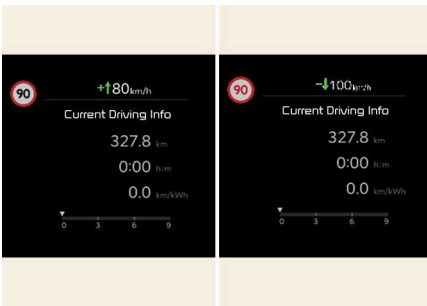 90
+↑80km/h
Current Driving Info
327.8 km
0:00 h:m
0.0 km/kWh
0 3 6 9
90
-↓100km/h
Current Driving Info
327.8 km
0:00 h:m
0.0 km/kWh
0 3 6 9